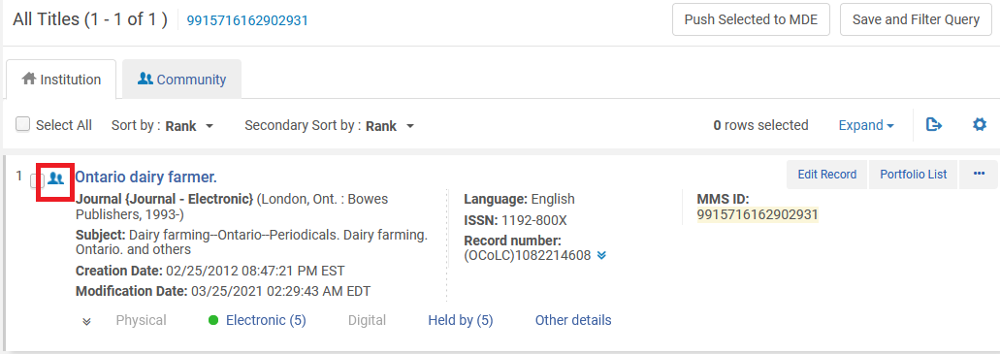 All Titles (1 - 1 of 1 ) 9915716162902931 Push Selected to MDE Save and Filter Query
Institution Community
Select All Sort by : Rank Secondary Sort by : Rank 0 rows selected Expand
1 Ontario dairy farmer. Edit Record Portfolio List ...
Journal {Journal - Electronic} (London, Ont. : Bowes
Publishers, 1993-)
Subject: Dairy farming--Ontario--Periodicals. Dairy farming.
Ontario. and others
Creation Date: 02/25/2012 08:47:21 PM EST
Modification Date: 03/25/2021 02:29:43 AM EDT
Language: English
ISSN: 1192-800X
Record number:
(OCoLC)1082214608
MMS ID:
9915716162902931
Physical Electronic (5) Digital Held by (5) Other details